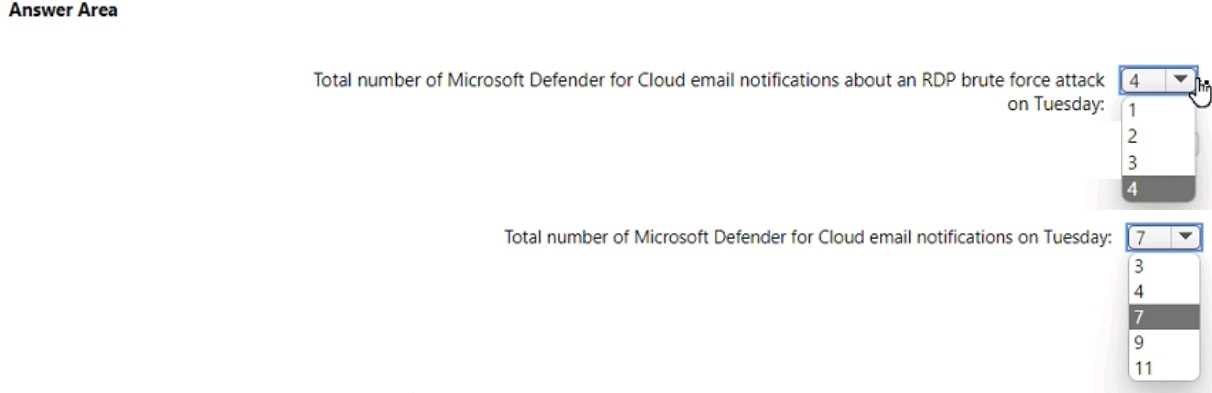 Answer Area
Total number of Microsoft Defender for Cloud email notifications about an RDP brute force attack 4
on Tuesday:
1
2
3
4
Total number of Microsoft Defender for Cloud email notifications on Tuesday: 7
3
4
7
9
11